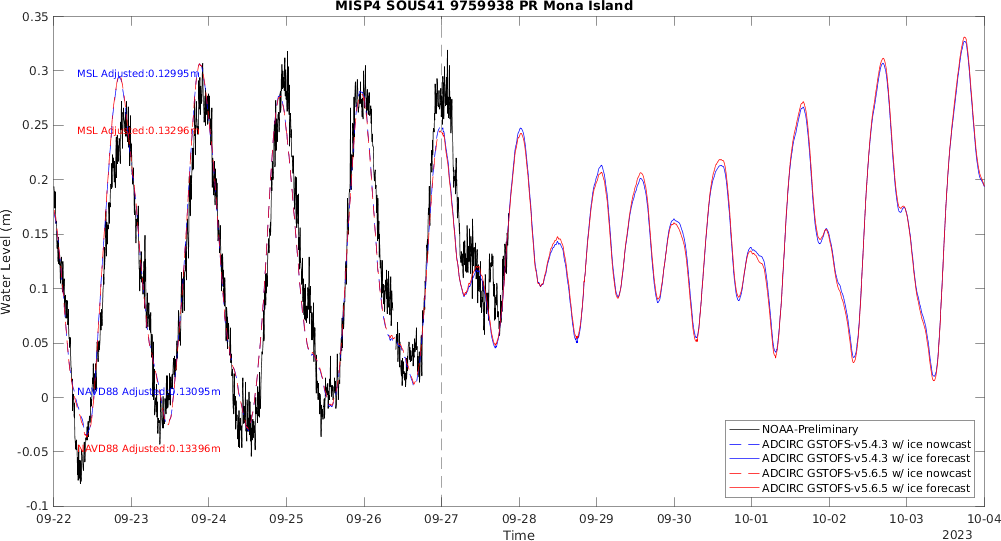 MISP4 SOUS41 9759938 PR Mona Island
0.35
0.3
0.25
0.2
0.15
0.1
0.05
0
-0.05
-0.1
Water Level (m)
MSL Adjusted:0.12995m
MSL Adjusted:0.13296m
NAVD88 Adjusted:0.13095m
NAVD88 Adjusted:0.13396m
NOAA-Preliminary
ADCIRC GSTOFS-v5.4.3 w/ ice nowcast
ADCIRC GSTOFS-v5.4.3 w/ ice forecast
ADCIRC GSTOFS-v5.6.5 w/ ice nowcast
ADCIRC GSTOFS-v5.6.5 w/ ice forecast
09-22 09-23 09-24 09-25 09-26 09-27 09-28 09-29 09-30 10-01 10-02 10-03 10-04
Time
2023